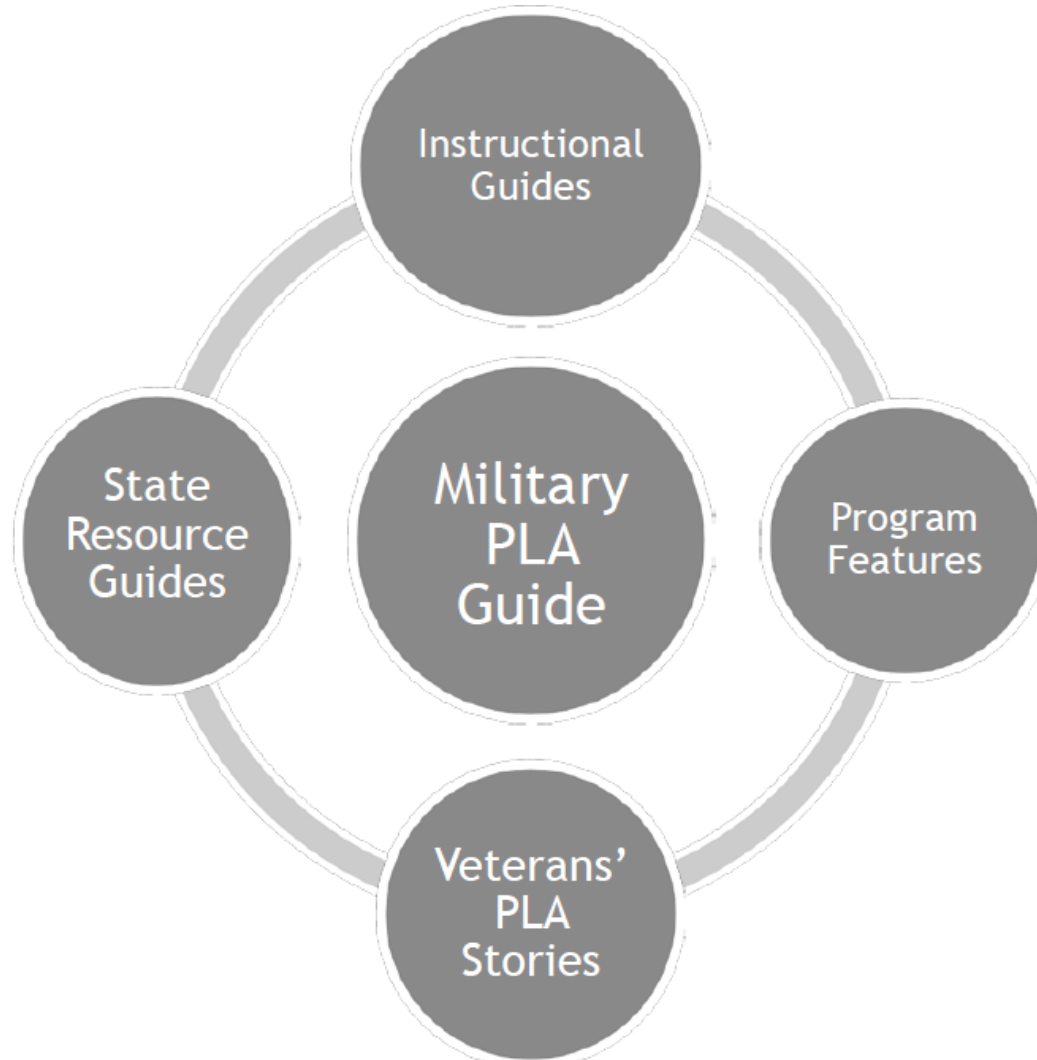 Instructional
Guides
State
Resource
Guides
Military
PLA
Guide
Program
Features
Veterans’
PLA
Stories